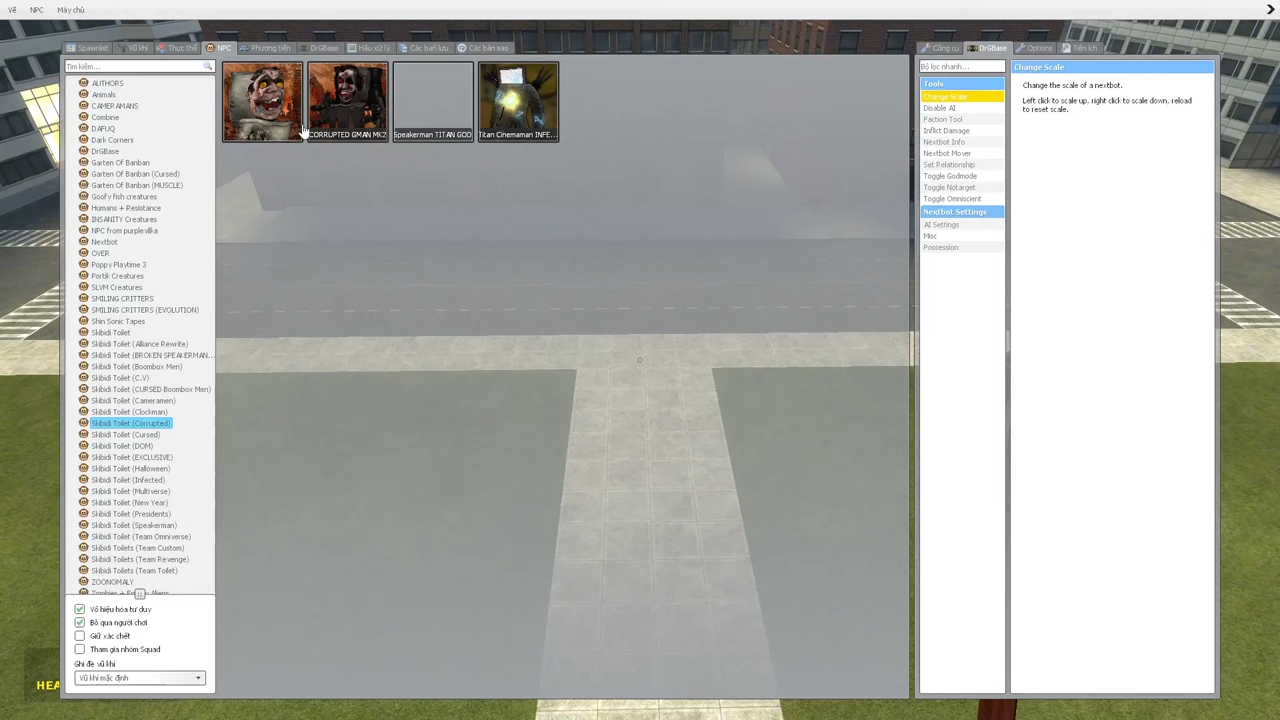 Vẽ NPC Máy chủ
Spawnlist Vũ khí Thực thể NPC Phương tiện DrGBase Hậu xử lý Các bản lưu Các bản sao
Tìm kiếm...
AUTHORS
Animals
CAMERAMANS
Combine
DAFUQ
Dark Corners
DrGBase
Garten Of Banban
Garten Of Banban (Cursed)
Garten Of Banban (MUSCLE)
Goofy fish creatures
Humans + Resistance
INSANITY Creatures
NPC from purplevilka
Nextbot
OVER
Poppy Playtime 3
Portik Creatures
SLVM Creatures
SMILING CRITTERS
SMILING CRITTERS (EVOLUTION)
Shin Sonic Tapes
Skibidi Toilet
Skibidi Toilet (Alliance Rewrite)
Skibidi Toilet (BROKEN SPEAKERMAN...
Skibidi Toilet (Boombox Men)
Skibidi Toilet (C.V)
Skibidi Toilet (CURSED Boombox Men)
Skibidi Toilet (Cameramen)
Skibidi Toilet (Clockman)
Skibidi Toilet (Corrupted)
Skibidi Toilet (Cursed)
Skibidi Toilet (DOM)
Skibidi Toilet (EXCLUSIVE)
Skibidi Toilet (Halloween)
Skibidi Toilet (Infected)
Skibidi Toilet (Multiverse)
Skibidi Toilet (New Year)
Skibidi Toilet (Presidents)
Skibidi Toilet (Speakerman)
Skibidi Toilet (Team Omniverse)
Skibidi Toilets (Team Custom)
Skibidi Toilets (Team Revenge)
Skibidi Toilets (Team Toilet)
ZOONOMALY
Vô hiệu hóa tư duy
Bỏ qua người chơi
Giữ xác chết
Tham gia nhóm Squad
Ghi đè vũ khí
Vũ khí mặc định
HEA
CORRUPTED GMAN MK2
Speakerman TITAN GOD
Titan Cinemaman INFE...
Công cụ DrGBase Options Tiện ích
Bộ lọc nhanh...
Tools
Change Scale
Disable AI
Faction Tool
Inflict Damage
Nextbot Info
Nextbot Mover
Set Relationship
Toggle Godmode
Toggle Notarget
Toggle Omniscient
Nextbot Settings
AI Settings
Misc
Possession
Change Scale
Change the scale of a nextbot.
Left click to scale up, right click to scale down, reload
to reset scale.